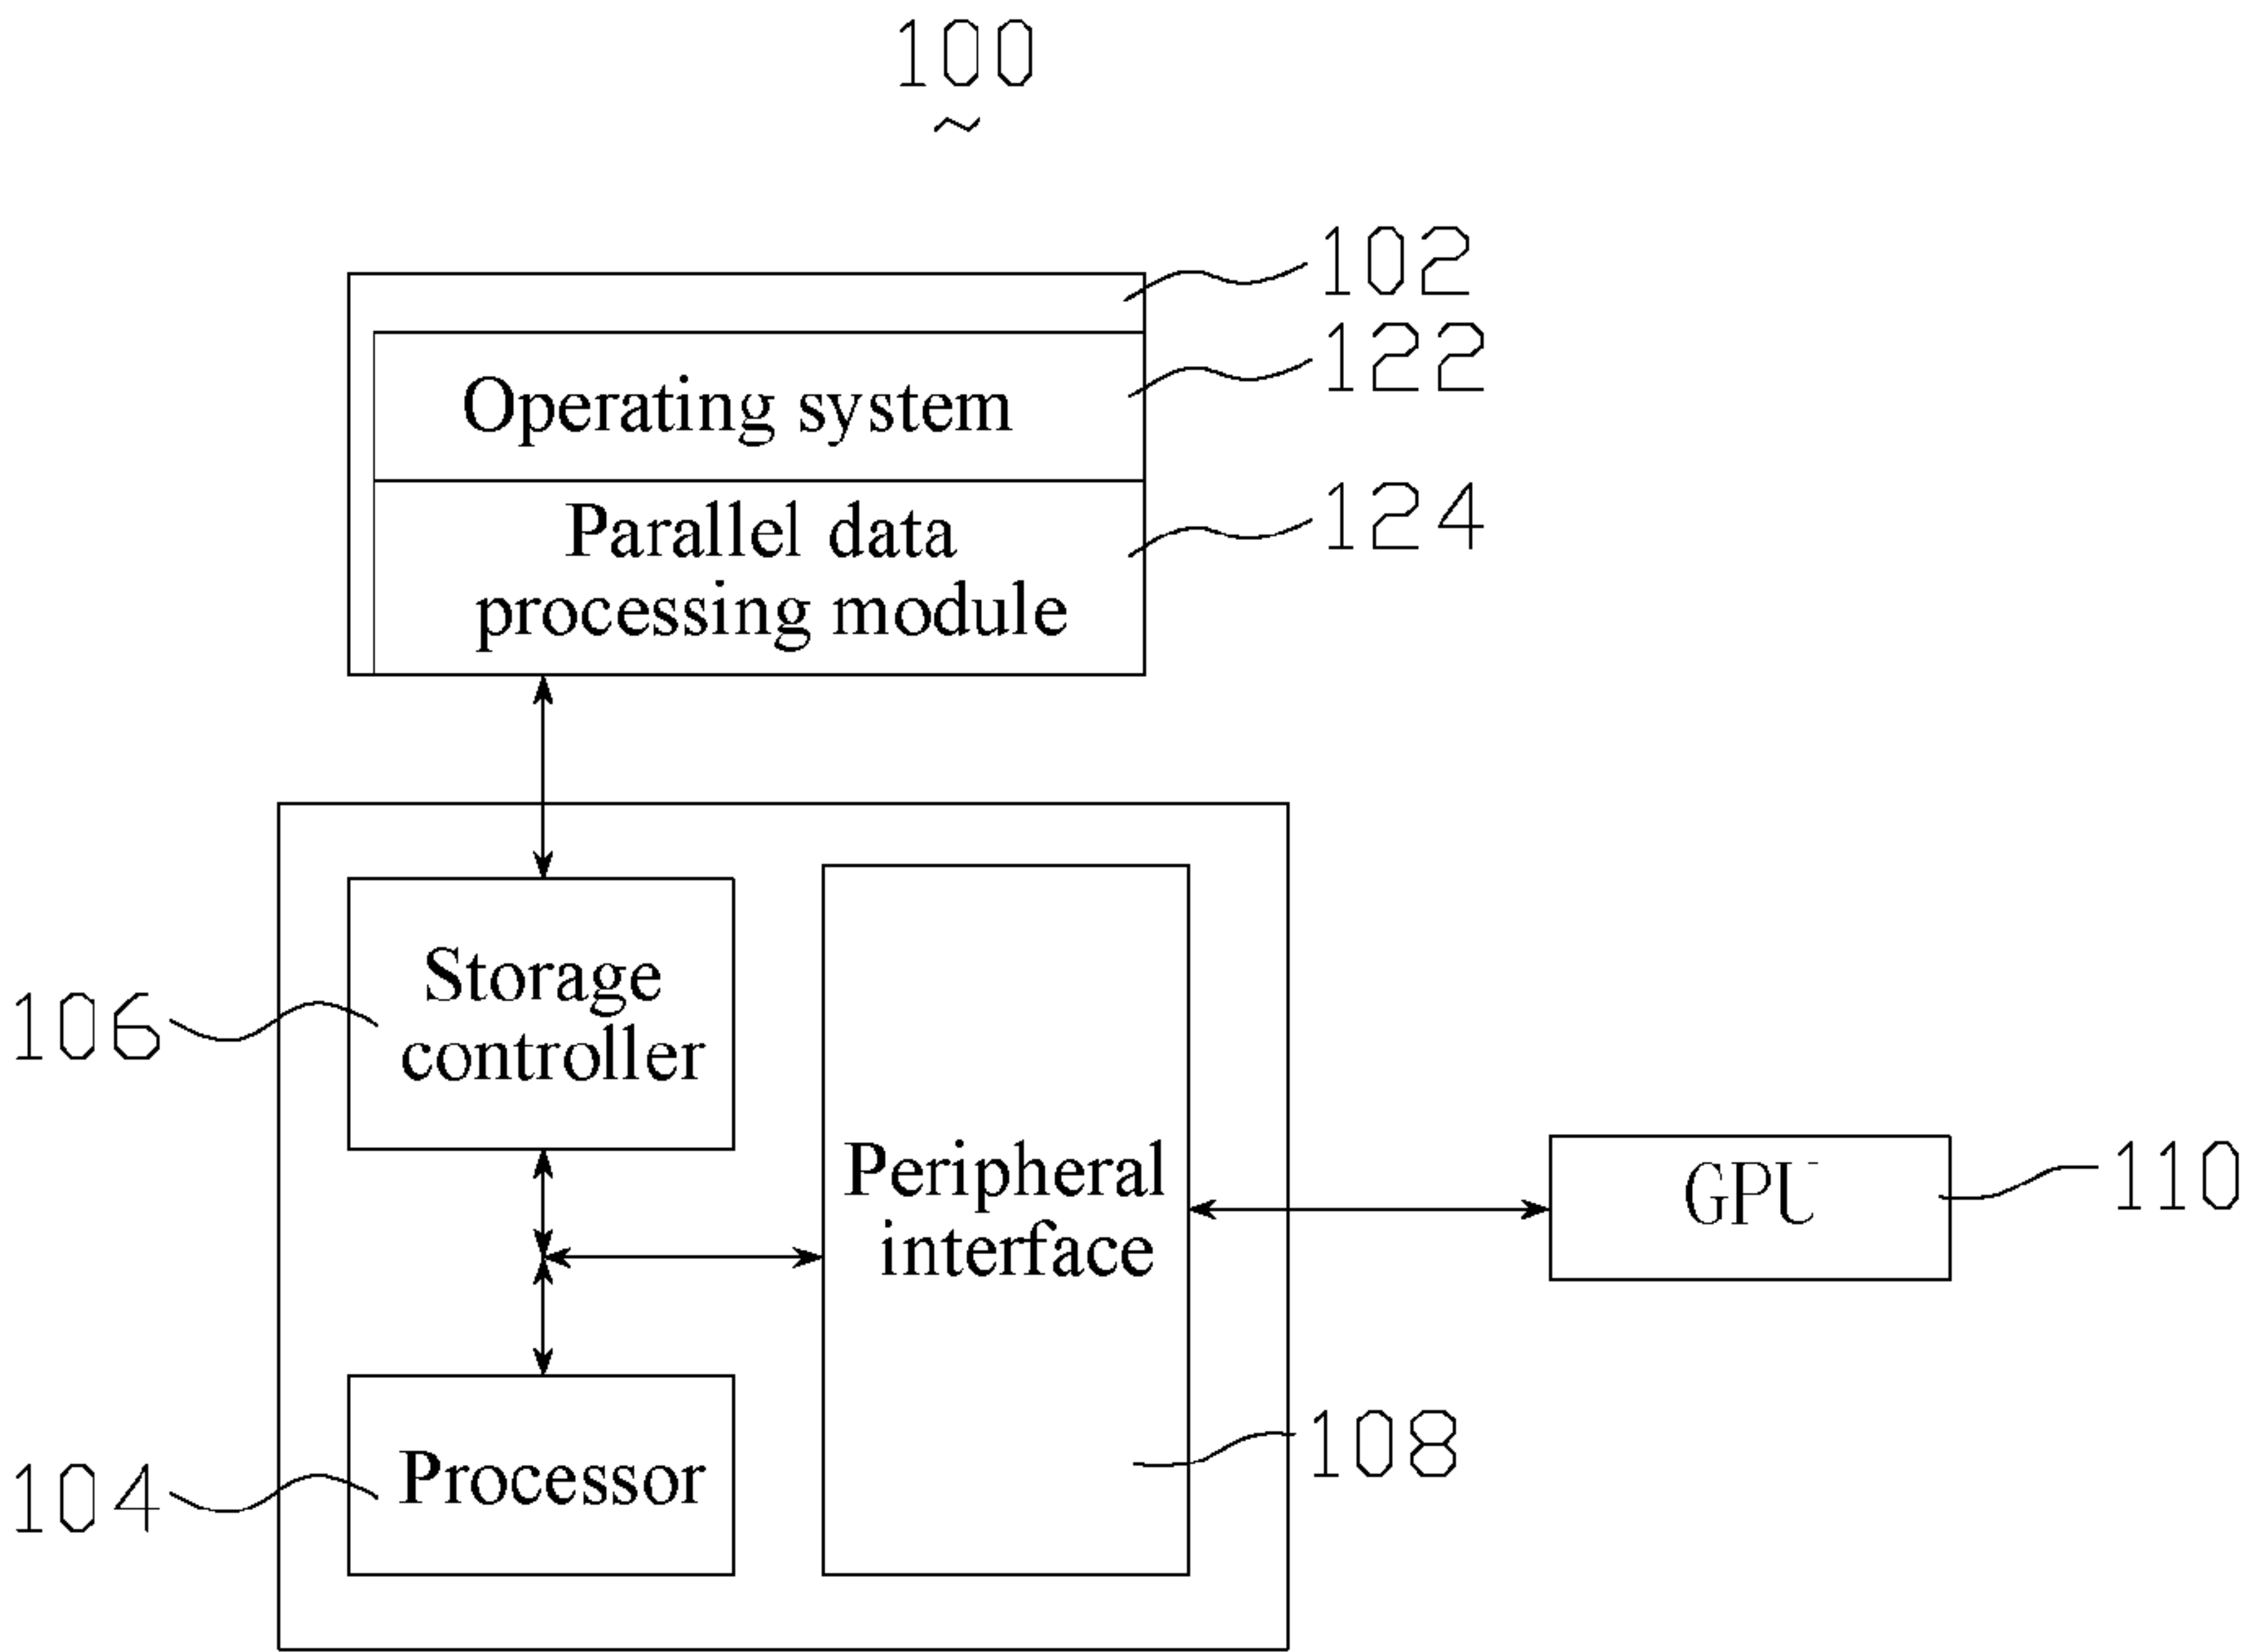 100
~
102
Operating system
122
Parallel data
processing module
124
Storage
controller
106
Peripheral
interface
GPU
110
108
Processor
104